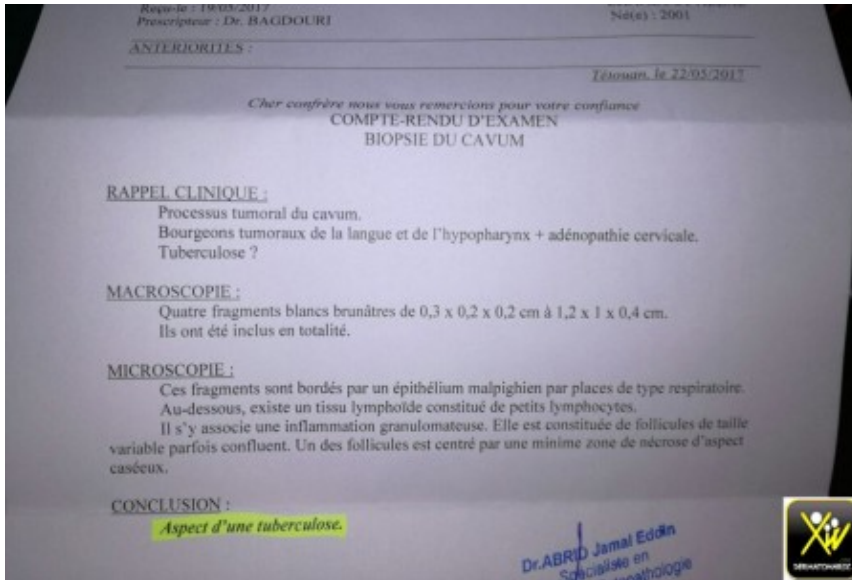 Reçu-le : 19/05/2017
Prescripteur : Dr. BAGDOURI
Né(e) : 2001
ANTERIORITES :
Tétouan, le 22/05/2017
Cher confrère nous vous remercions pour votre confiance
COMPTE-RENDU D'EXAMEN
BIOPSIE DU CAVUM
RAPPEL CLINIQUE :
Processus tumoral du cavum.
Bourgeons tumoraux de la langue et de l'hypopharynx + adénopathie cervicale.
Tuberculose ?
MACROSCOPIE :
Quatre fragments blancs brunâtres de 0,3 x 0,2 x 0,2 cm à 1,2 x 1 x 0,4 cm.
Ils ont été inclus en totalité.
MICROSCOPIE :
Ces fragments sont bordés par un épithélium malpighien par places de type respiratoire.
Au-dessous, existe un tissu lymphoïde constitué de petits lymphocytes.
Il s'y associe une inflammation granulomateuse. Elle est constituée de follicules de taille
variable parfois confluent. Un des follicules est centré par une minime zone de nécrose d'aspect
caséeux.
CONCLUSION :
Aspect d'une tuberculose.
Dr.ABRID Jamal Eddin
Spécialiste en
DERMATOMAROC